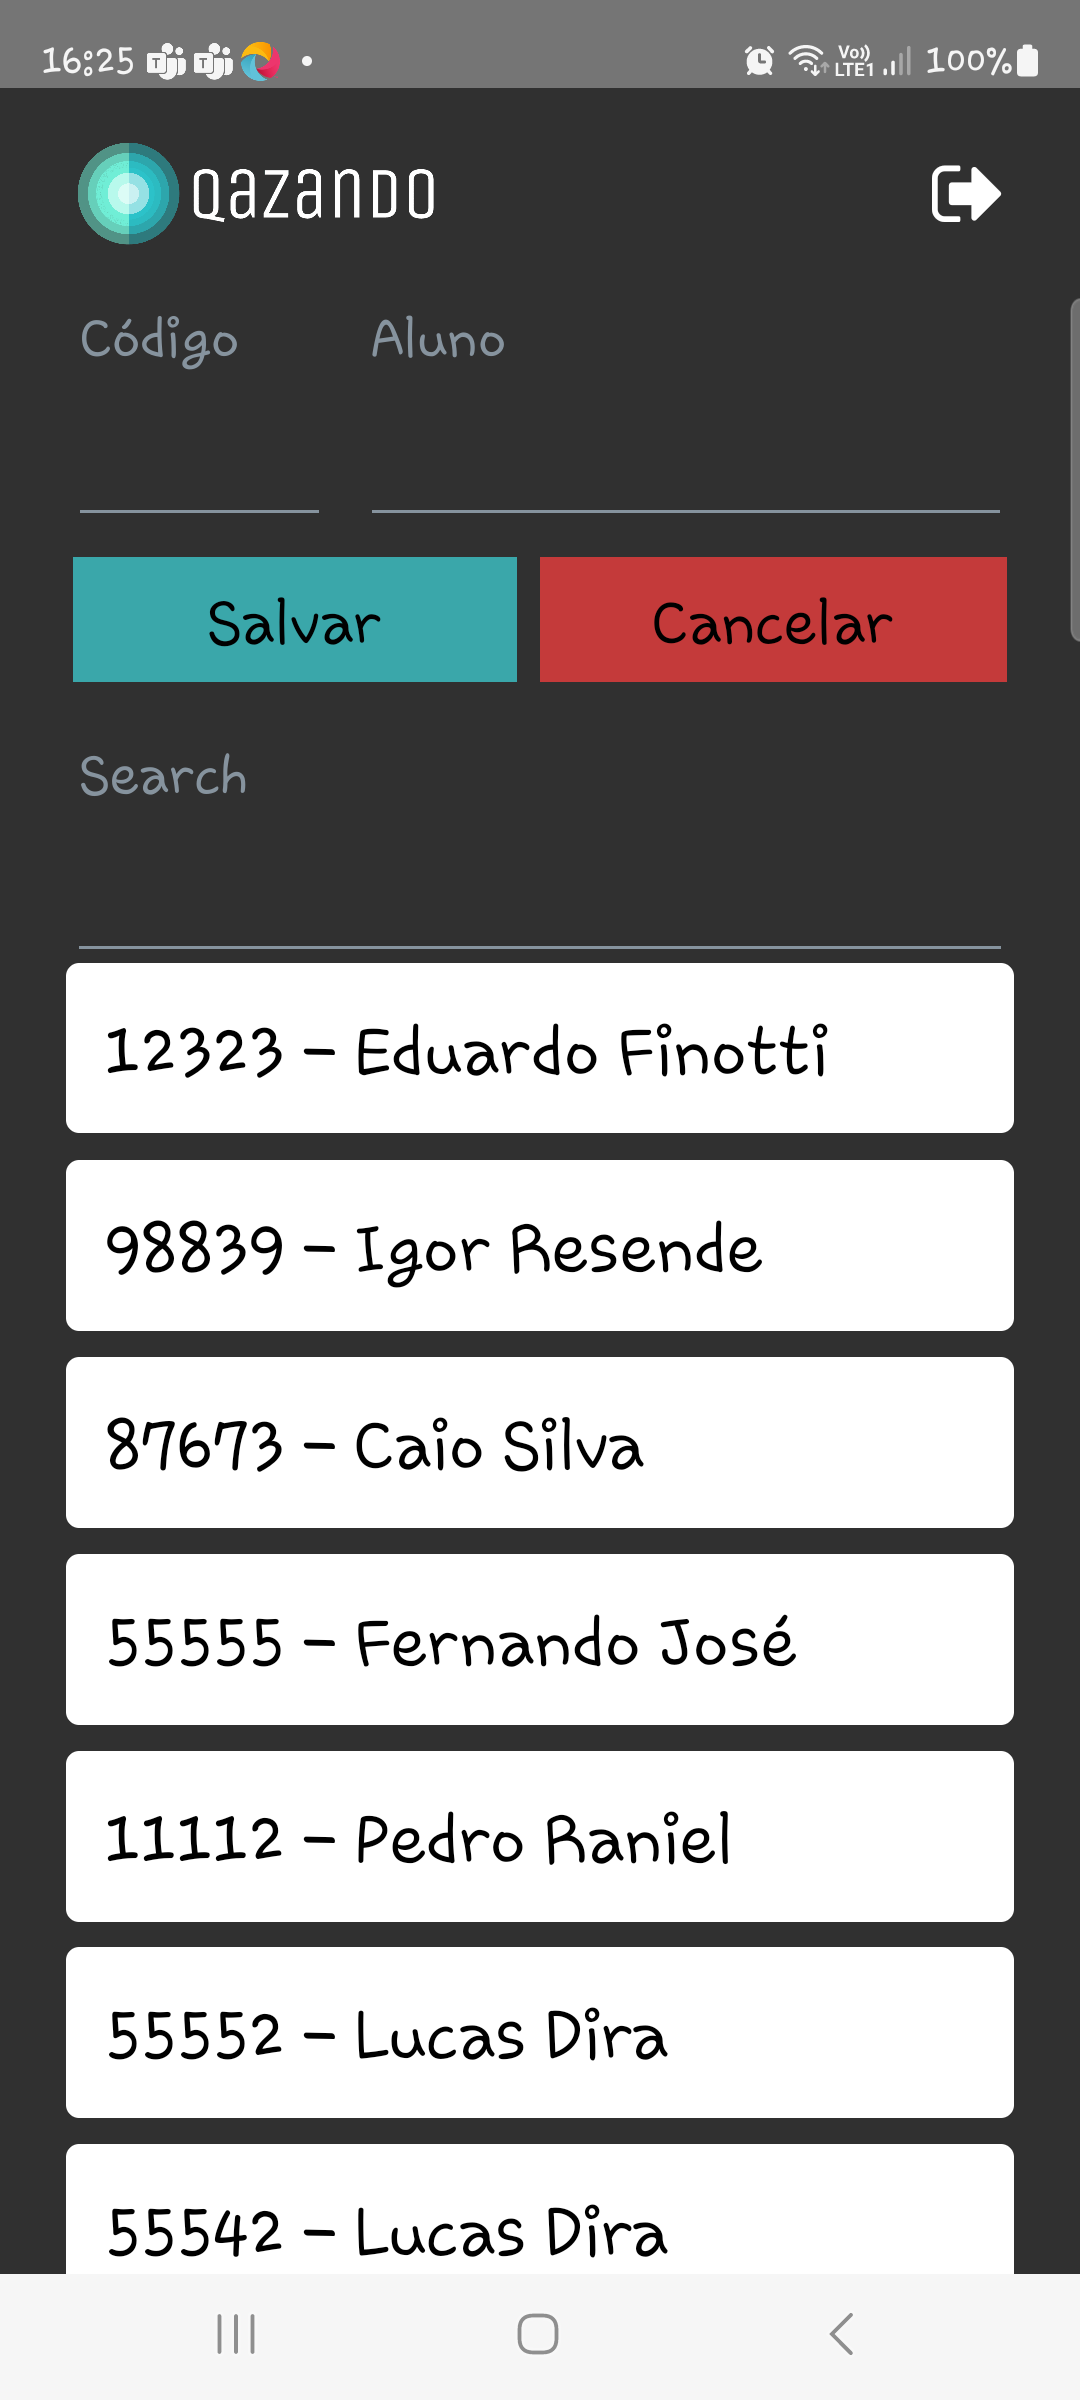 16:25 Vo)) LTE1 100%
Qazando
Código Aluno
Salvar Cancelar
Search
12323 - Eduardo Finotti
98839 - Igor Resende
87673 - Caio Silva
55555 - Fernando José
11112 - Pedro Raniel
55552 - Lucas Dira
55542 - Lucas Dira